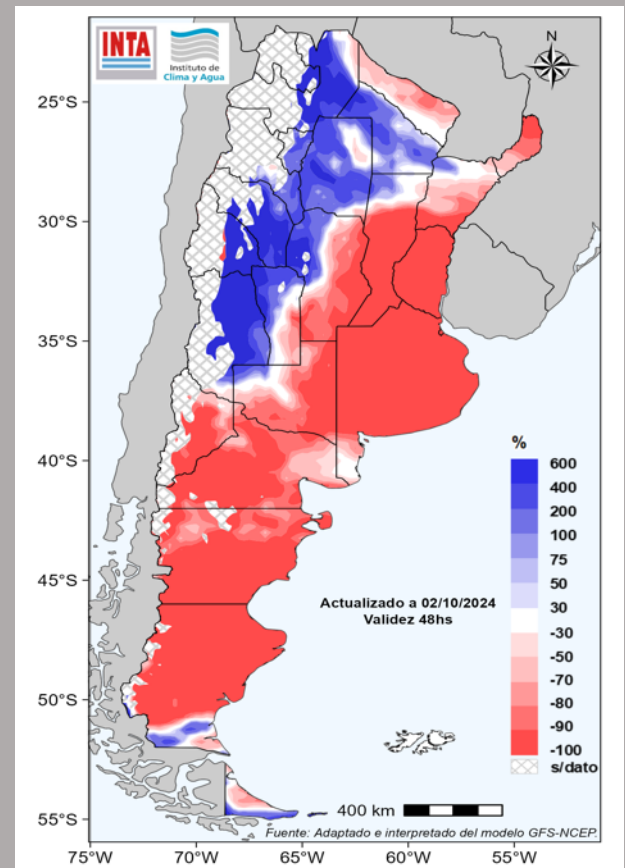 INTA
Instituto de
Clima y Agua
N
25°S
30°S
35°S
40°S
45°S
50°S
55°S
%
600
400
200
100
75
50
30
-30
-50
-70
-80
-90
-100
s/dato
Actualizado a 02/10/2024
Validez 48hs
400 km
Fuente: Adaptado e interpretado del modelo GFS-NCEP.
75°W
70°W
65°W
60°W
55°W